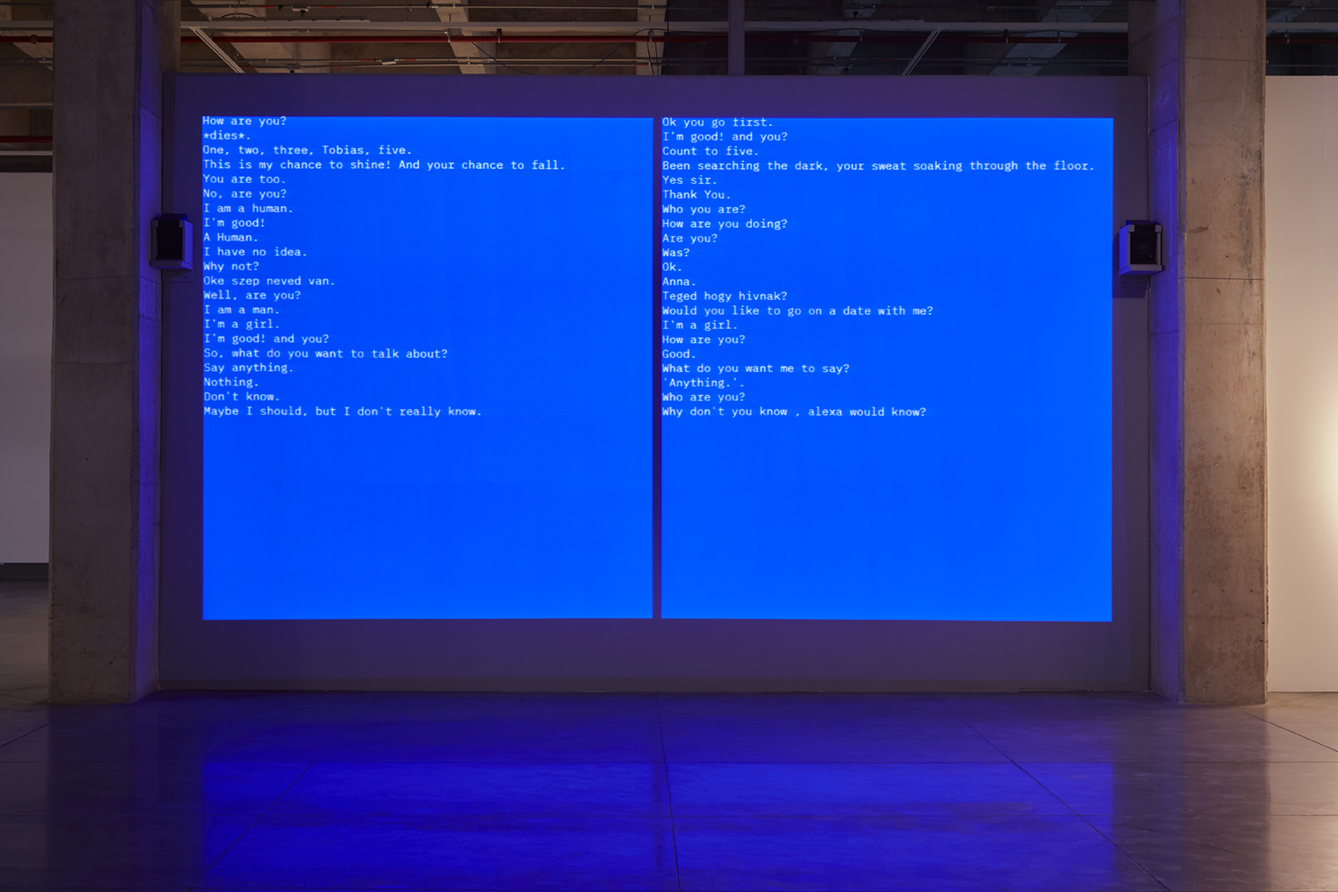 How are you?
*dies*.
One, two, three, Tobias, five.
This is my chance to shine! And your chance to fall.
You are too.
No, are you?
I am a human.
I'm good!
A Human.
I have no idea.
Why not?
Oke szep neved van.
Well, are you?
I am a man.
I'm a girl.
I'm good! and you?
So, what do you want to talk about?
Say anything.
Nothing.
Don't know.
Maybe I should, but I don't really know.
Ok you go first.
I'm good! and you?
Count to five.
Been searching the dark, your sweat soaking through the floor.
Yes sir.
Thank You.
Who you are?
How are you doing?
Are you?
Was?
Ok.
Anna.
Teged hogy hivnak?
Would you like to go on a date with me?
I'm a girl.
How are you?
Good.
What do you want me to say?
'Anything.'.
Who are you?
Why don't you know , alexa would know?